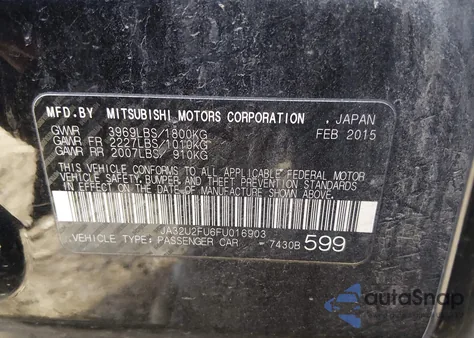 MFD.BY MITSUBISHI MOTORS CORPORATION , JAPAN
GVWR 3969LBS/1800KG FEB 2015
GAWR FR 2227LBS/1010KG
GAWR RR 2007LBS/ 910KG
THIS VEHICLE CONFORMS TO ALL APPLICABLE FEDERAL MOTOR
VEHICLE SAFETY, BUMPER, AND THEFT PREVENTION STANDARDS
IN EFFECT ON THE DATE OF MANUFACTURE SHOWN ABOVE.
JA32U2FU6FU016903
VEHICLE TYPE: PASSENGER CAR 7430B 599
autoSnap